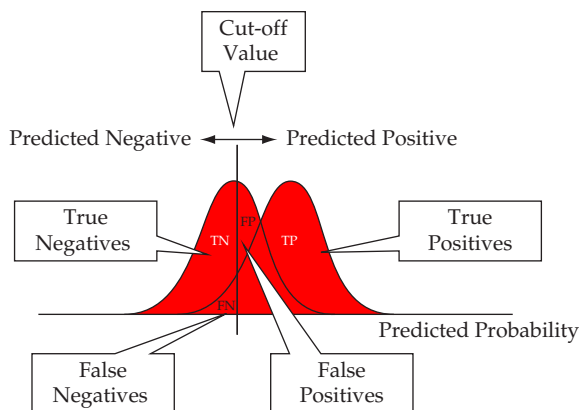 Cut-off
Value
Predicted Negative
Predicted Positive
True
Negatives
TN
FP
TP
True
Positives
FN
Predicted Probability
False
Negatives
False
Positives